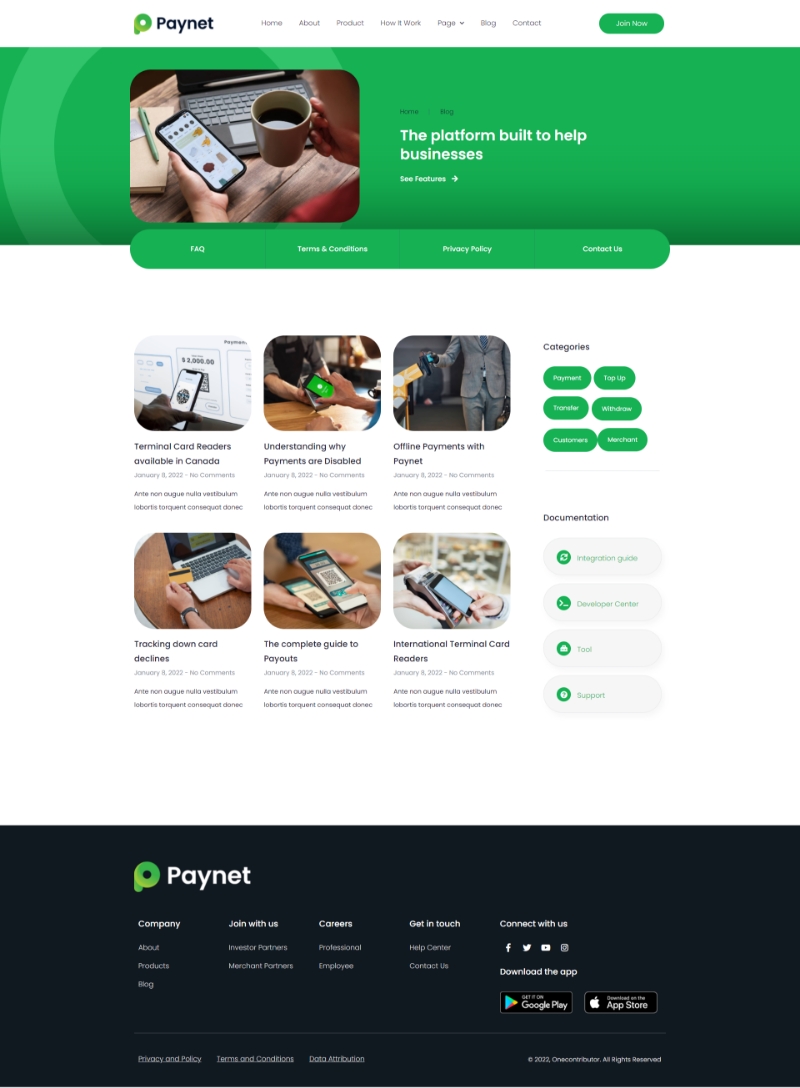 Paynet
Home About Product How It Work Page Blog Contact
Join Now
Home | Blog
The platform built to help
businesses
See Features
FAQ
Terms & Conditions
Privacy Policy
Contact Us
Payment
$ 2,000.00
Terminal Card Readers
available in Canada
January 8, 2022 - No Comments
Ante non augue nulla vestibulum
lobortis torquent consequat donec
Understanding why
Payments are Disabled
January 8, 2022 - No Comments
Ante non augue nulla vestibulum
lobortis torquent consequat donec
Offline Payments with
Paynet
January 8, 2022 - No Comments
Ante non augue nulla vestibulum
lobortis torquent consequat donec
Tracking down card
declines
January 8, 2022 - No Comments
Ante non augue nulla vestibulum
lobortis torquent consequat donec
The complete guide to
Payouts
January 8, 2022 - No Comments
Ante non augue nulla vestibulum
lobortis torquent consequat donec
International Terminal Card
Readers
January 8, 2022 - No Comments
Ante non augue nulla vestibulum
lobortis torquent consequat donec
Categories
Payment
Top Up
Transfer
Withdraw
Customers
Merchant
Documentation
Integration guide
Developer Center
Tool
Support
Paynet
Company
About
Products
Blog
Join with us
Investor Partners
Merchant Partners
Careers
Professional
Employee
Get in touch
Help Center
Contact Us
Connect with us
Download the app
GET IT ON
Google Play
Download on the
App Store
Privacy and Policy
Terms and Conditions
Data Attribution
© 2022, Onecontributor. All Rights Reserved